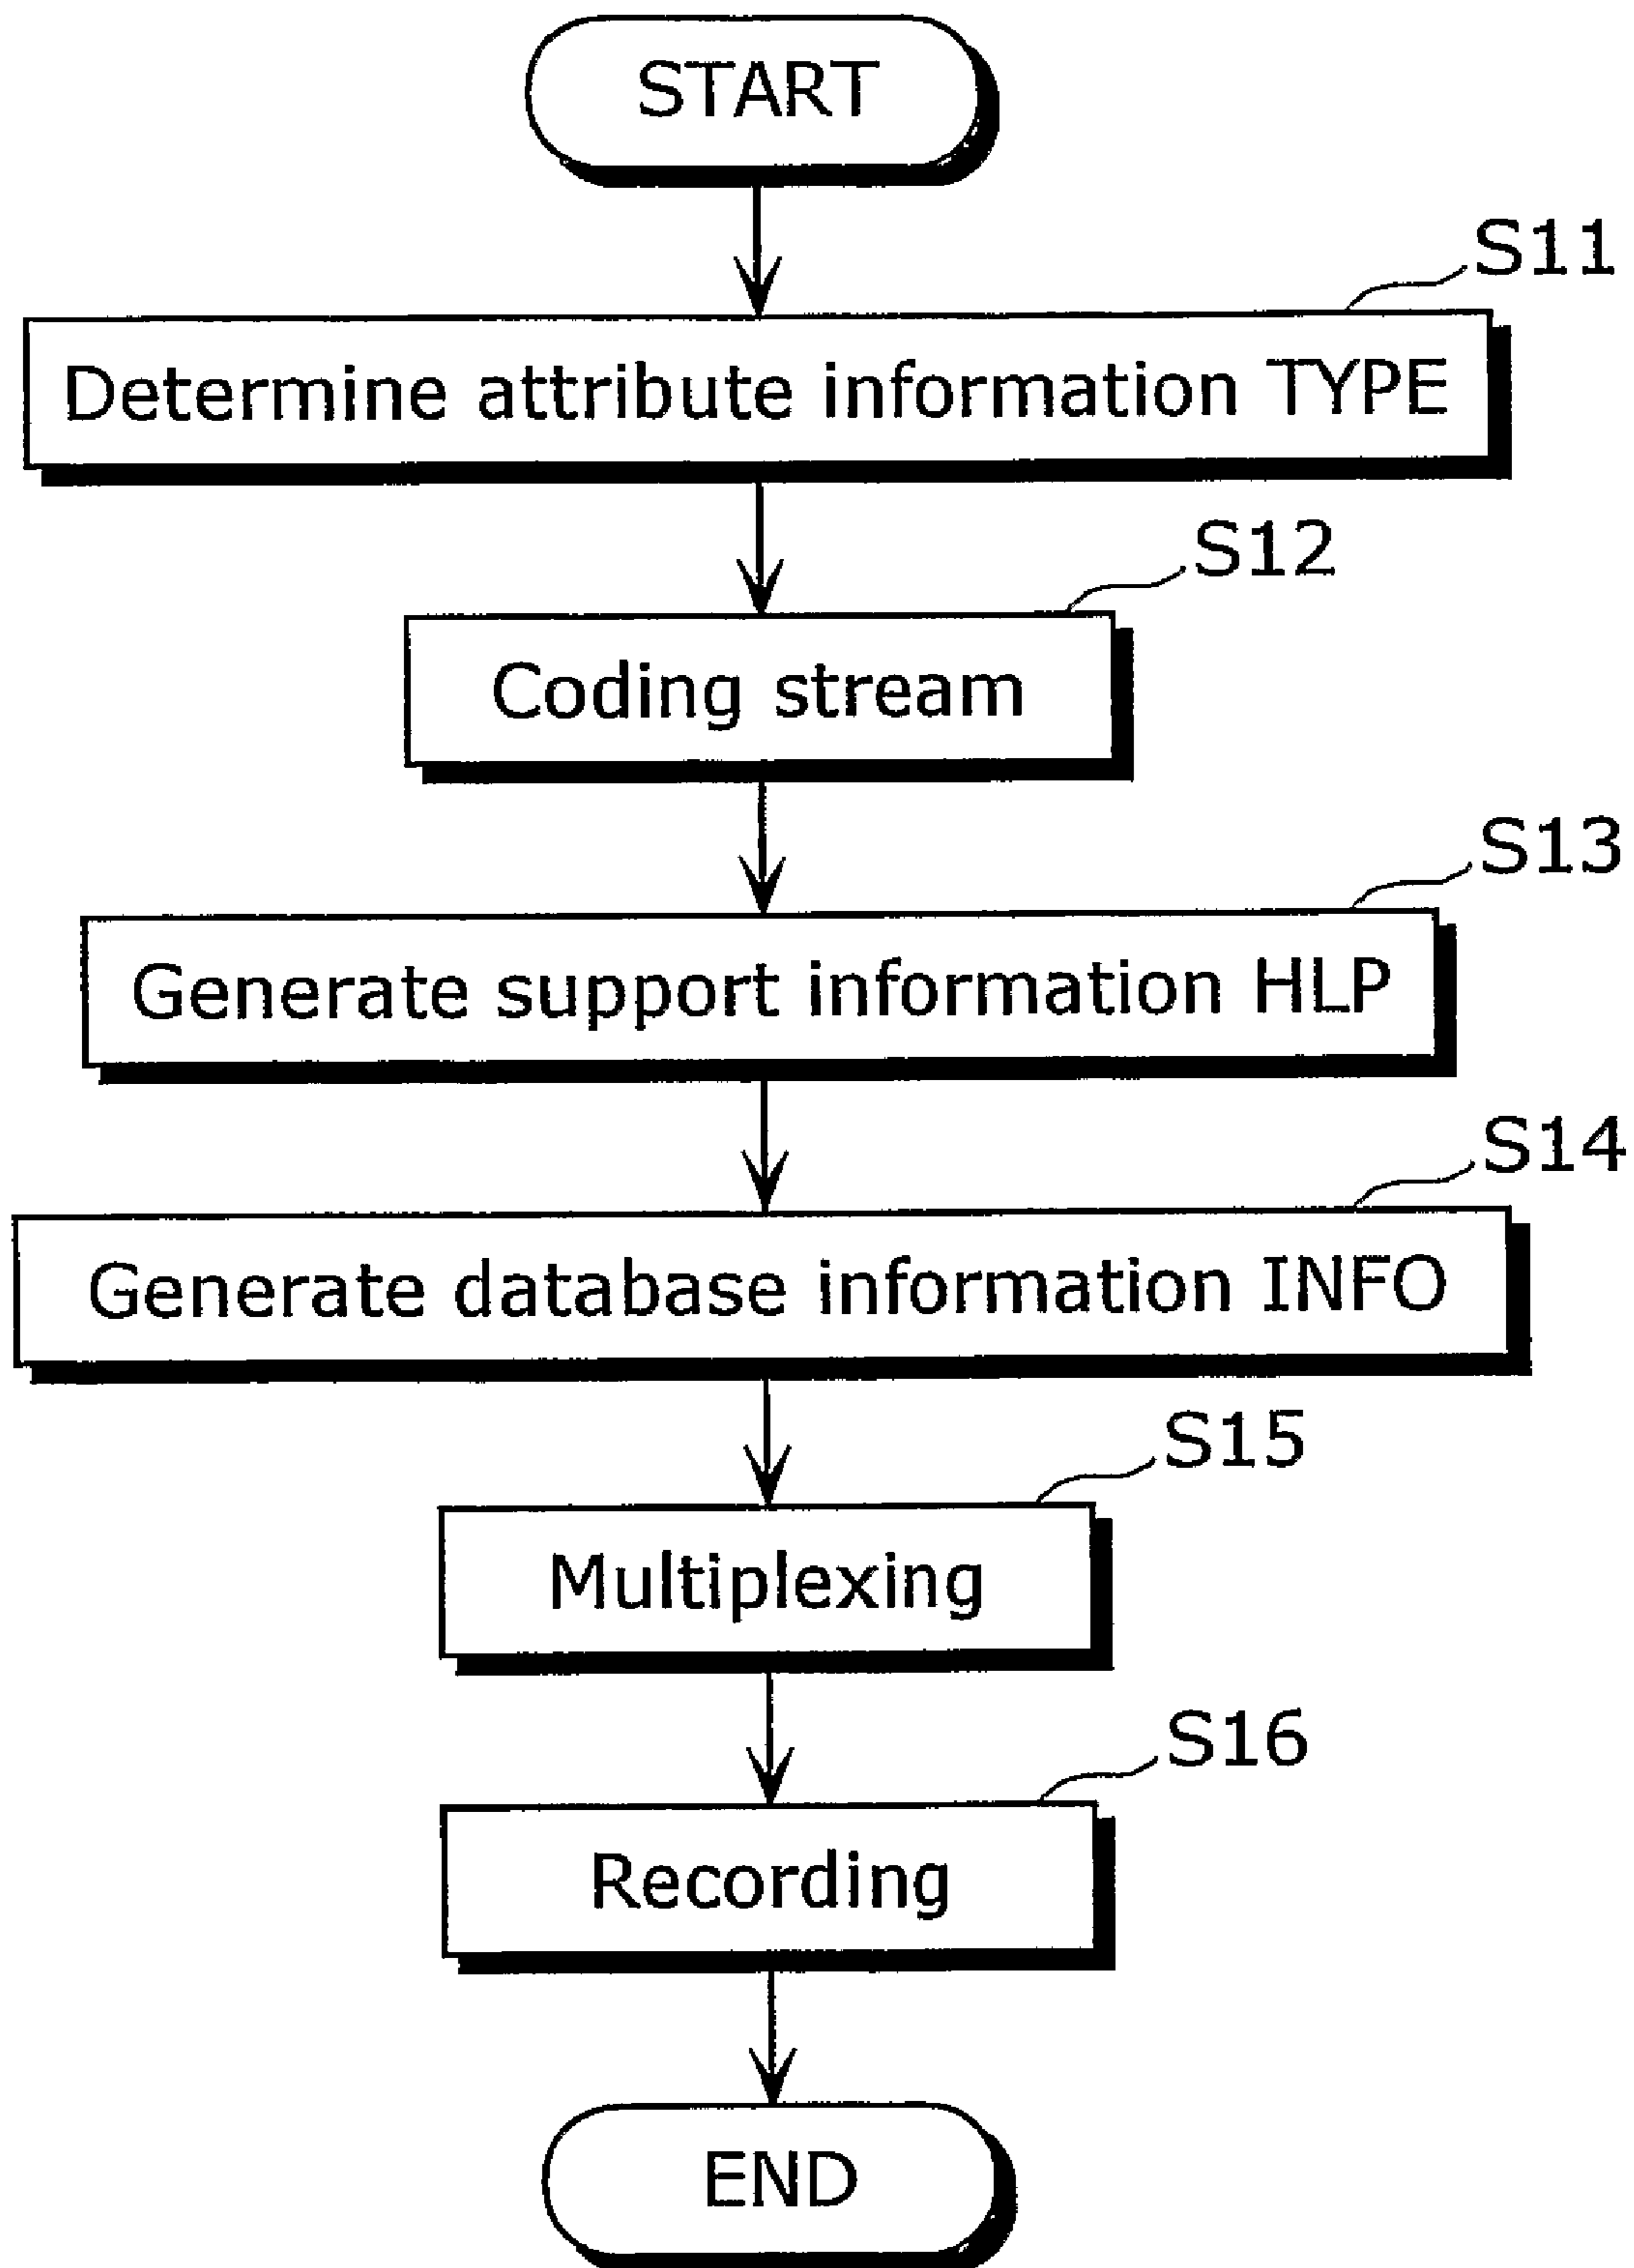 START
S11
Determine attribute information TYPE
S12
Coding stream
S13
Generate support information HLP
S14
Generate database information INFO
S15
Multiplexing
S16
Recording
END